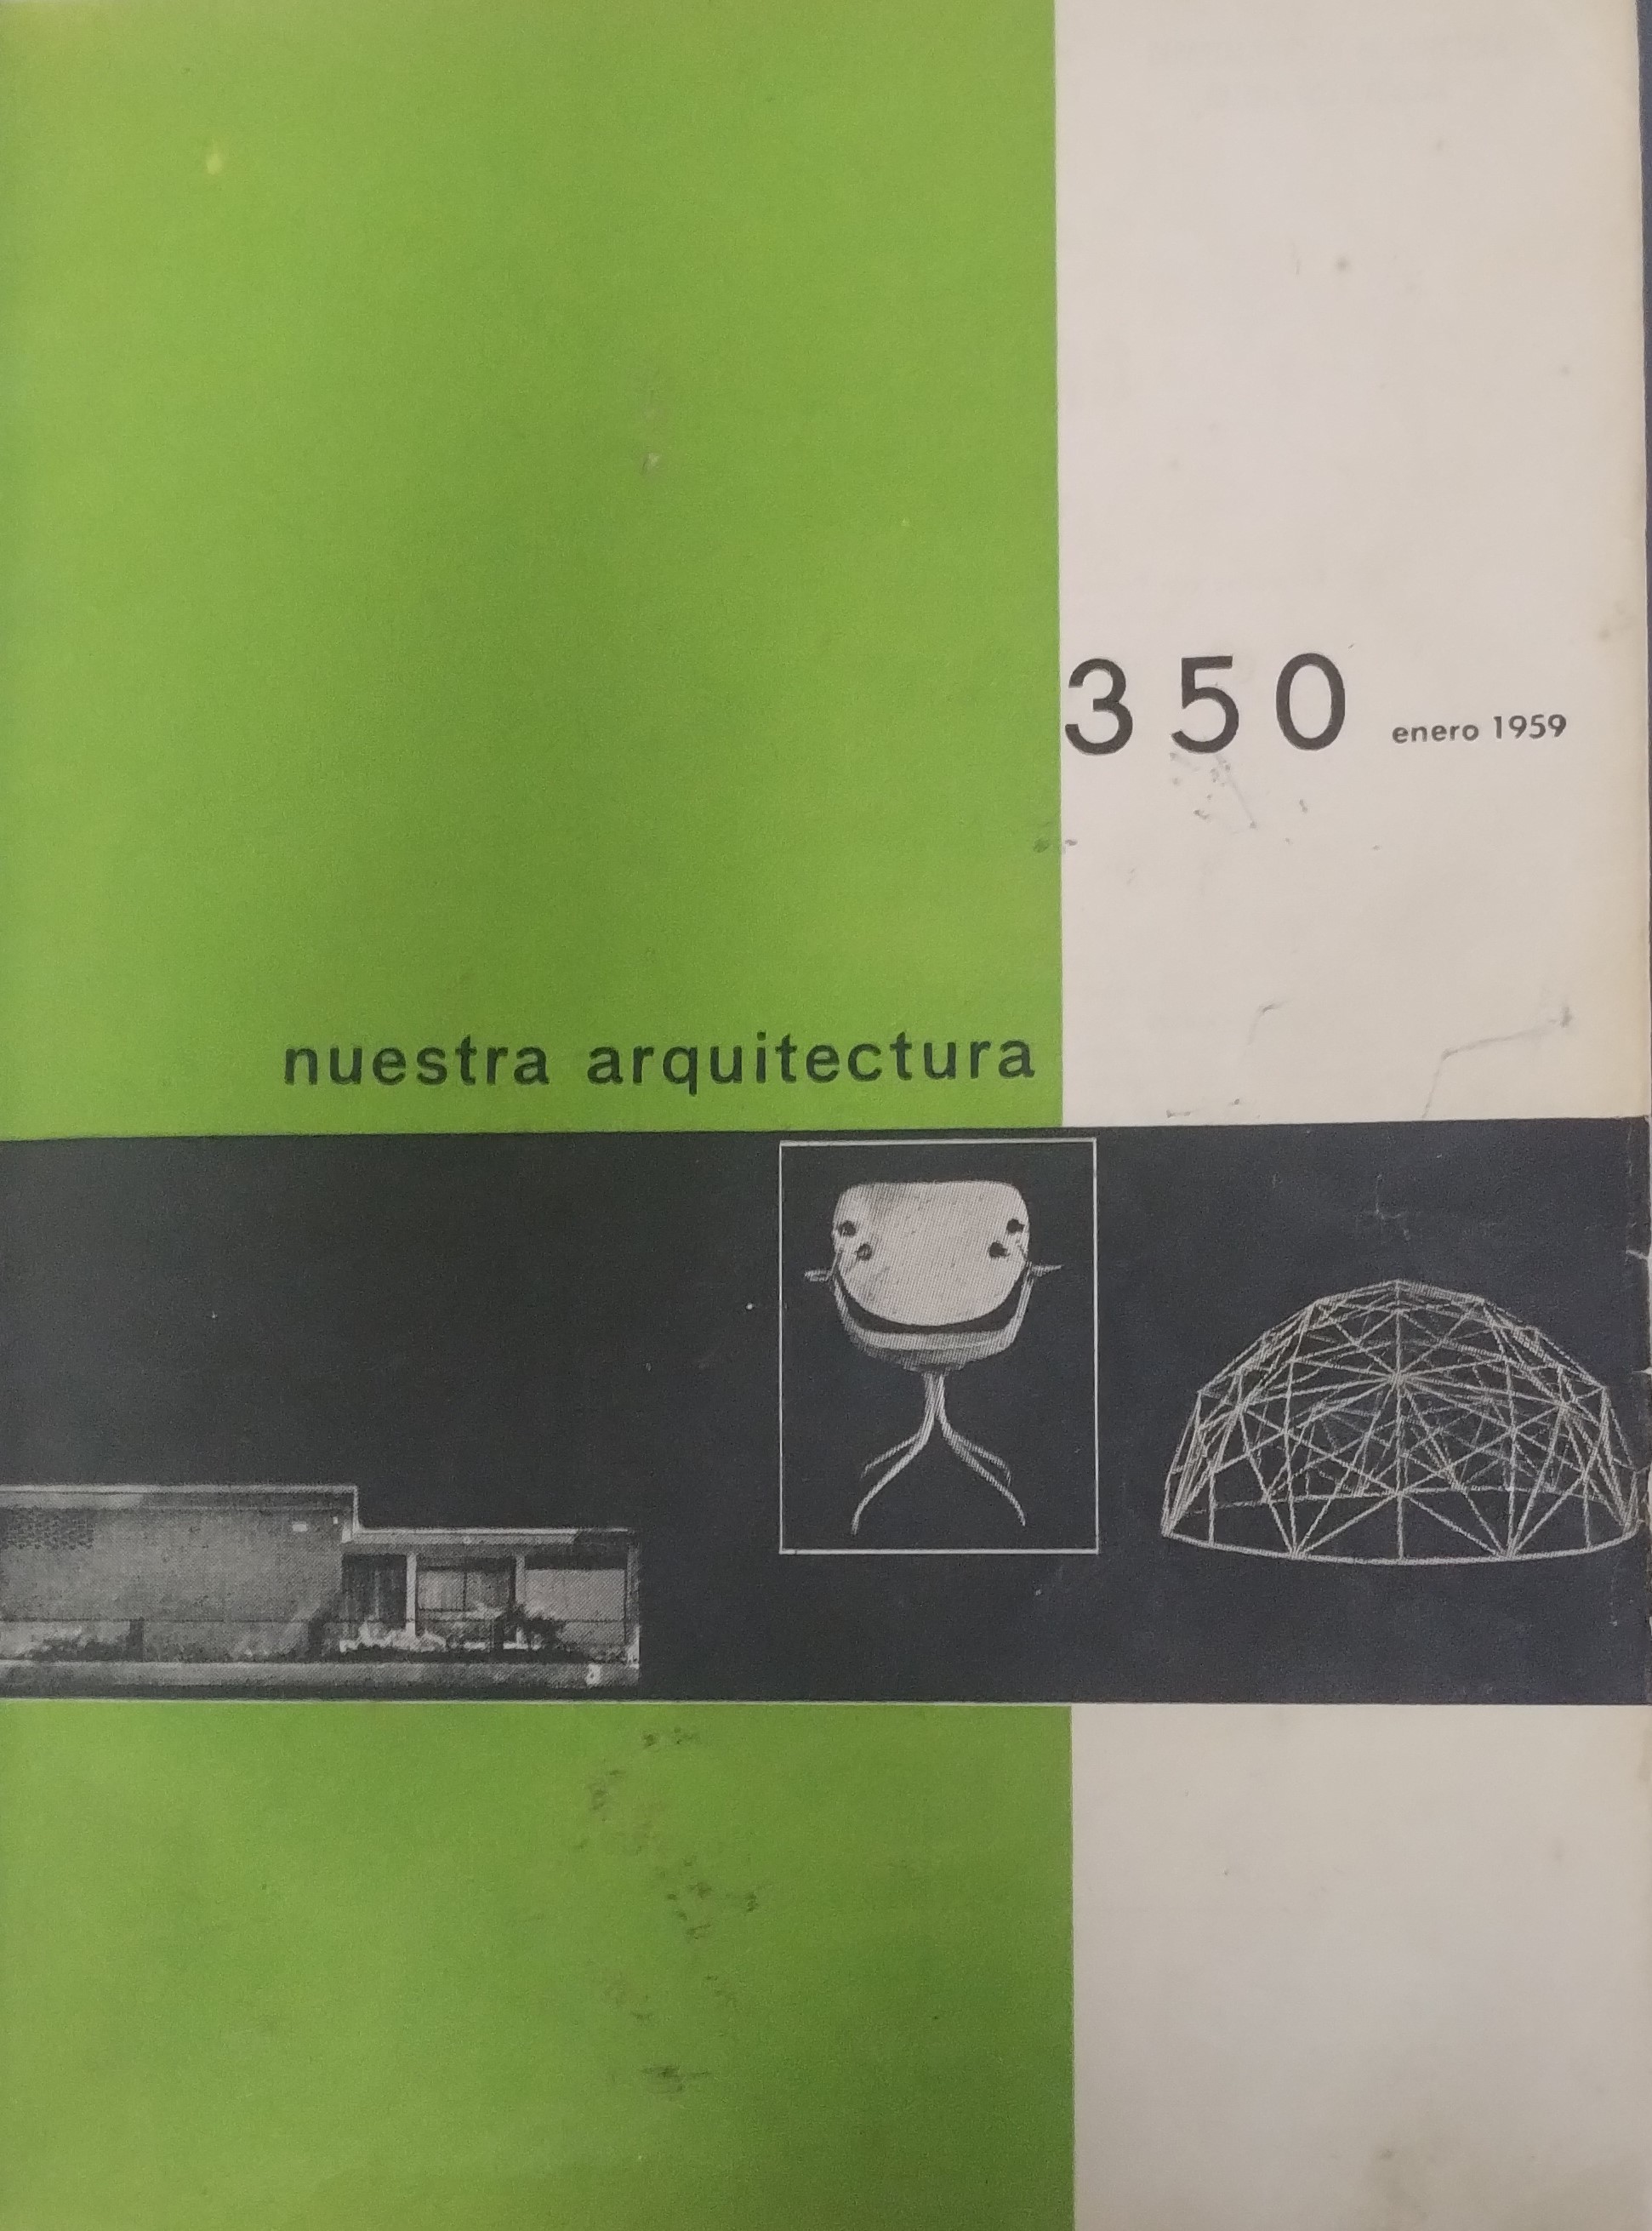 350 enero 1959
nuestra arquitectura